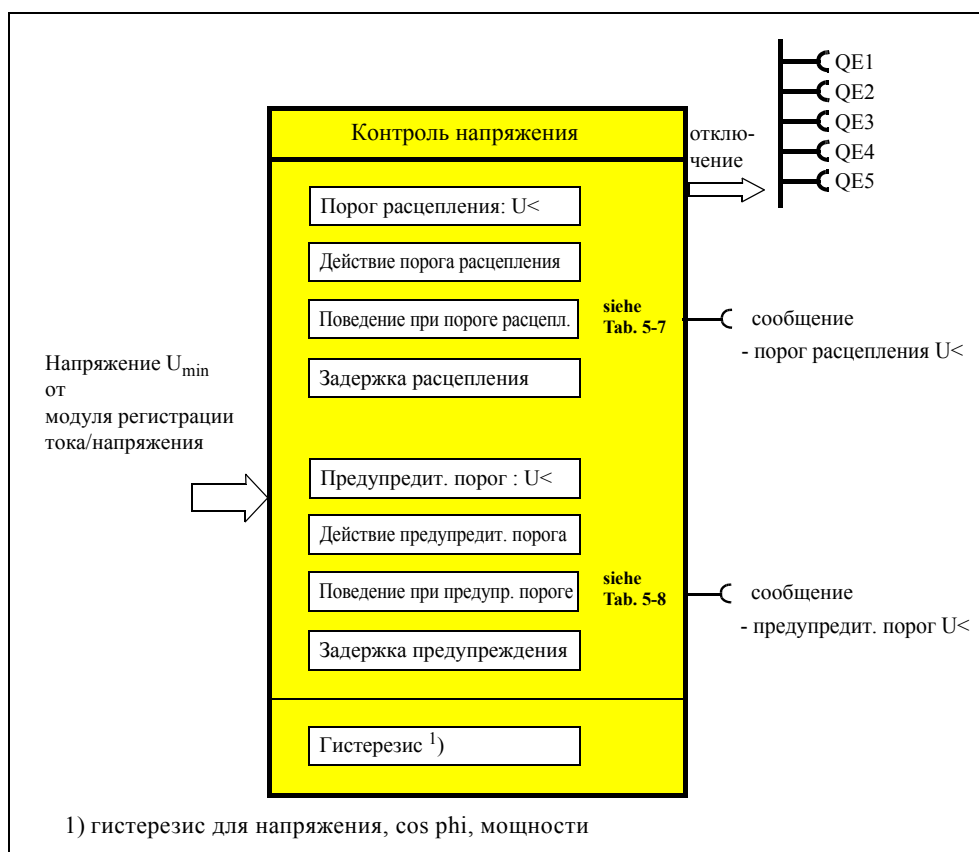 QE1
QE2
QE3
QE4
QE5
отклю-
чение
Контроль напряжения
Порог расцепления: U<
Действие порога расцепления
Поведение при пороге расцепл.
siehe
Tab. 5-7
сообщение
- порог расцепления U<
Задержка расцепления
Напряжение Umin
от
модуля регистрации
тока/напряжения
Предупредит. порог : U<
Действие предупредит. порога
Поведение при предупр. пороге
siehe
Tab. 5-8
сообщение
- предупредит. порог U<
Задержка предупреждения
Гистерезис 1)
1) гистерезис для напряжения, cos phi, мощности